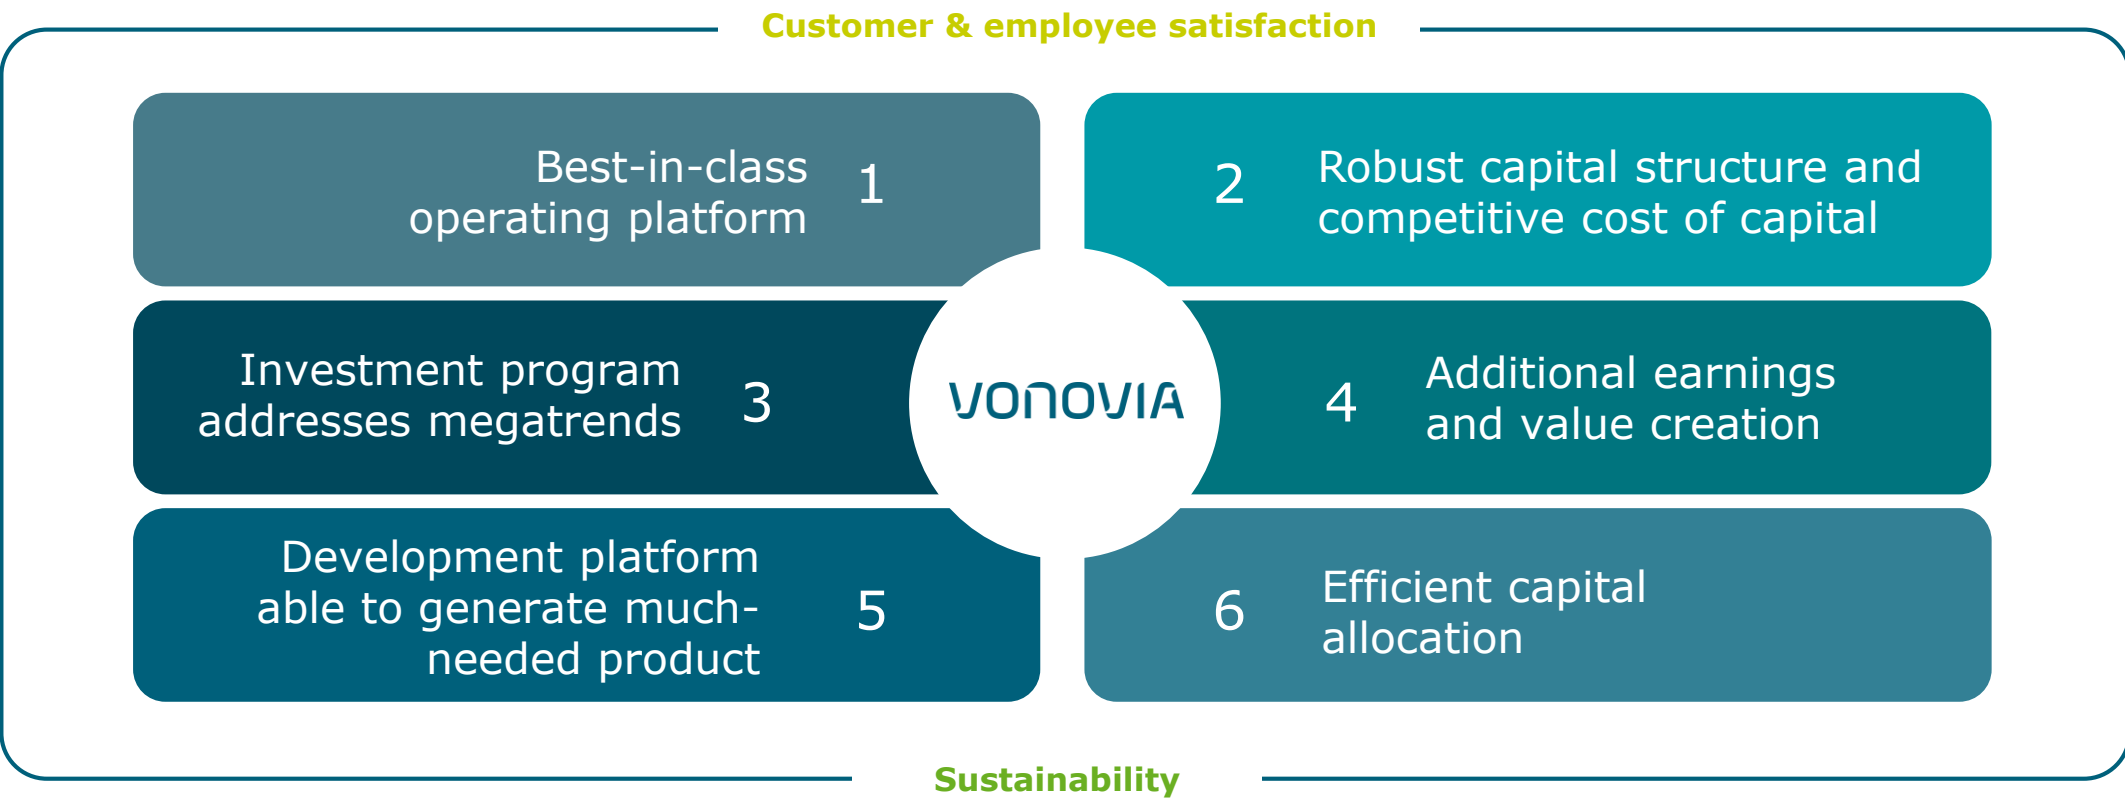 Customer & employee satisfaction
Best-in-class
operating platform
1
2
Robust capital structure and
competitive cost of capital
Investment program
addresses megatrends
3
VONOVIA
4
Additional earnings
and value creation
Development platform
able to generate much-
needed product
5
6
Efficient capital
allocation
Sustainability